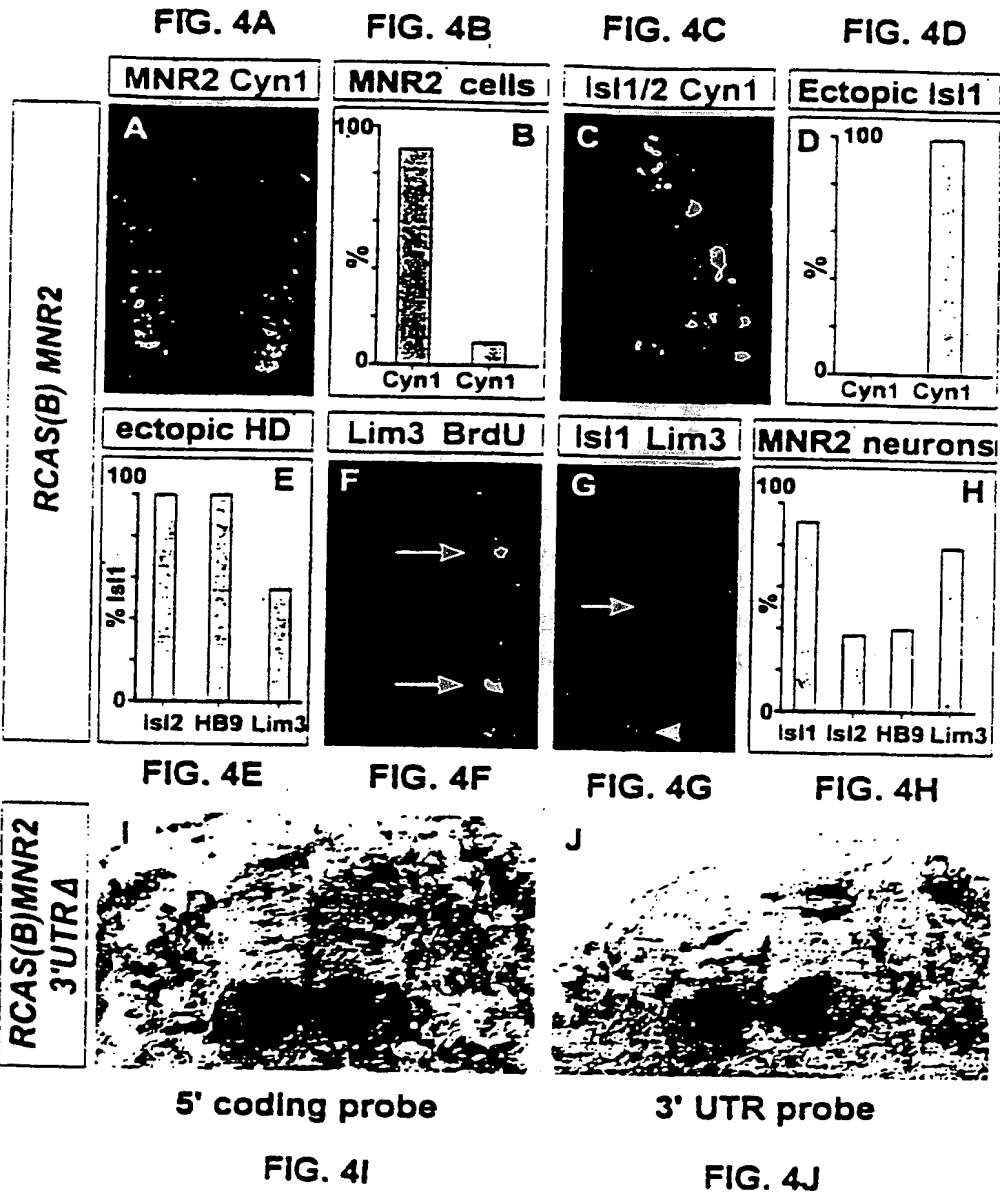 FIG. 4A
FIG. 4B
FIG. 4C
FIG. 4D
MNR2 Cyn1
MNR2 cells
Isl1/2 Cyn1
Ectopic Isl1
RCAS(B) MNR2
A
100
B
%
0
Cyn1 Cyn1
C
D
100
%
0
Cyn1 Cyn1
ectopic HD
Lim3 BrdU
Isl1 Lim3
MNR2 neurons
100
E
% Isl1
0
Isl2 HB9 Lim3
F
G
100
H
%
0
Isl1 Isl2 HB9 Lim3
FIG. 4E
FIG. 4F
FIG. 4G
FIG. 4H
RCAS(B)MNR2
3'UTR Δ
I
J
5' coding probe
3' UTR probe
FIG. 4I
FIG. 4J